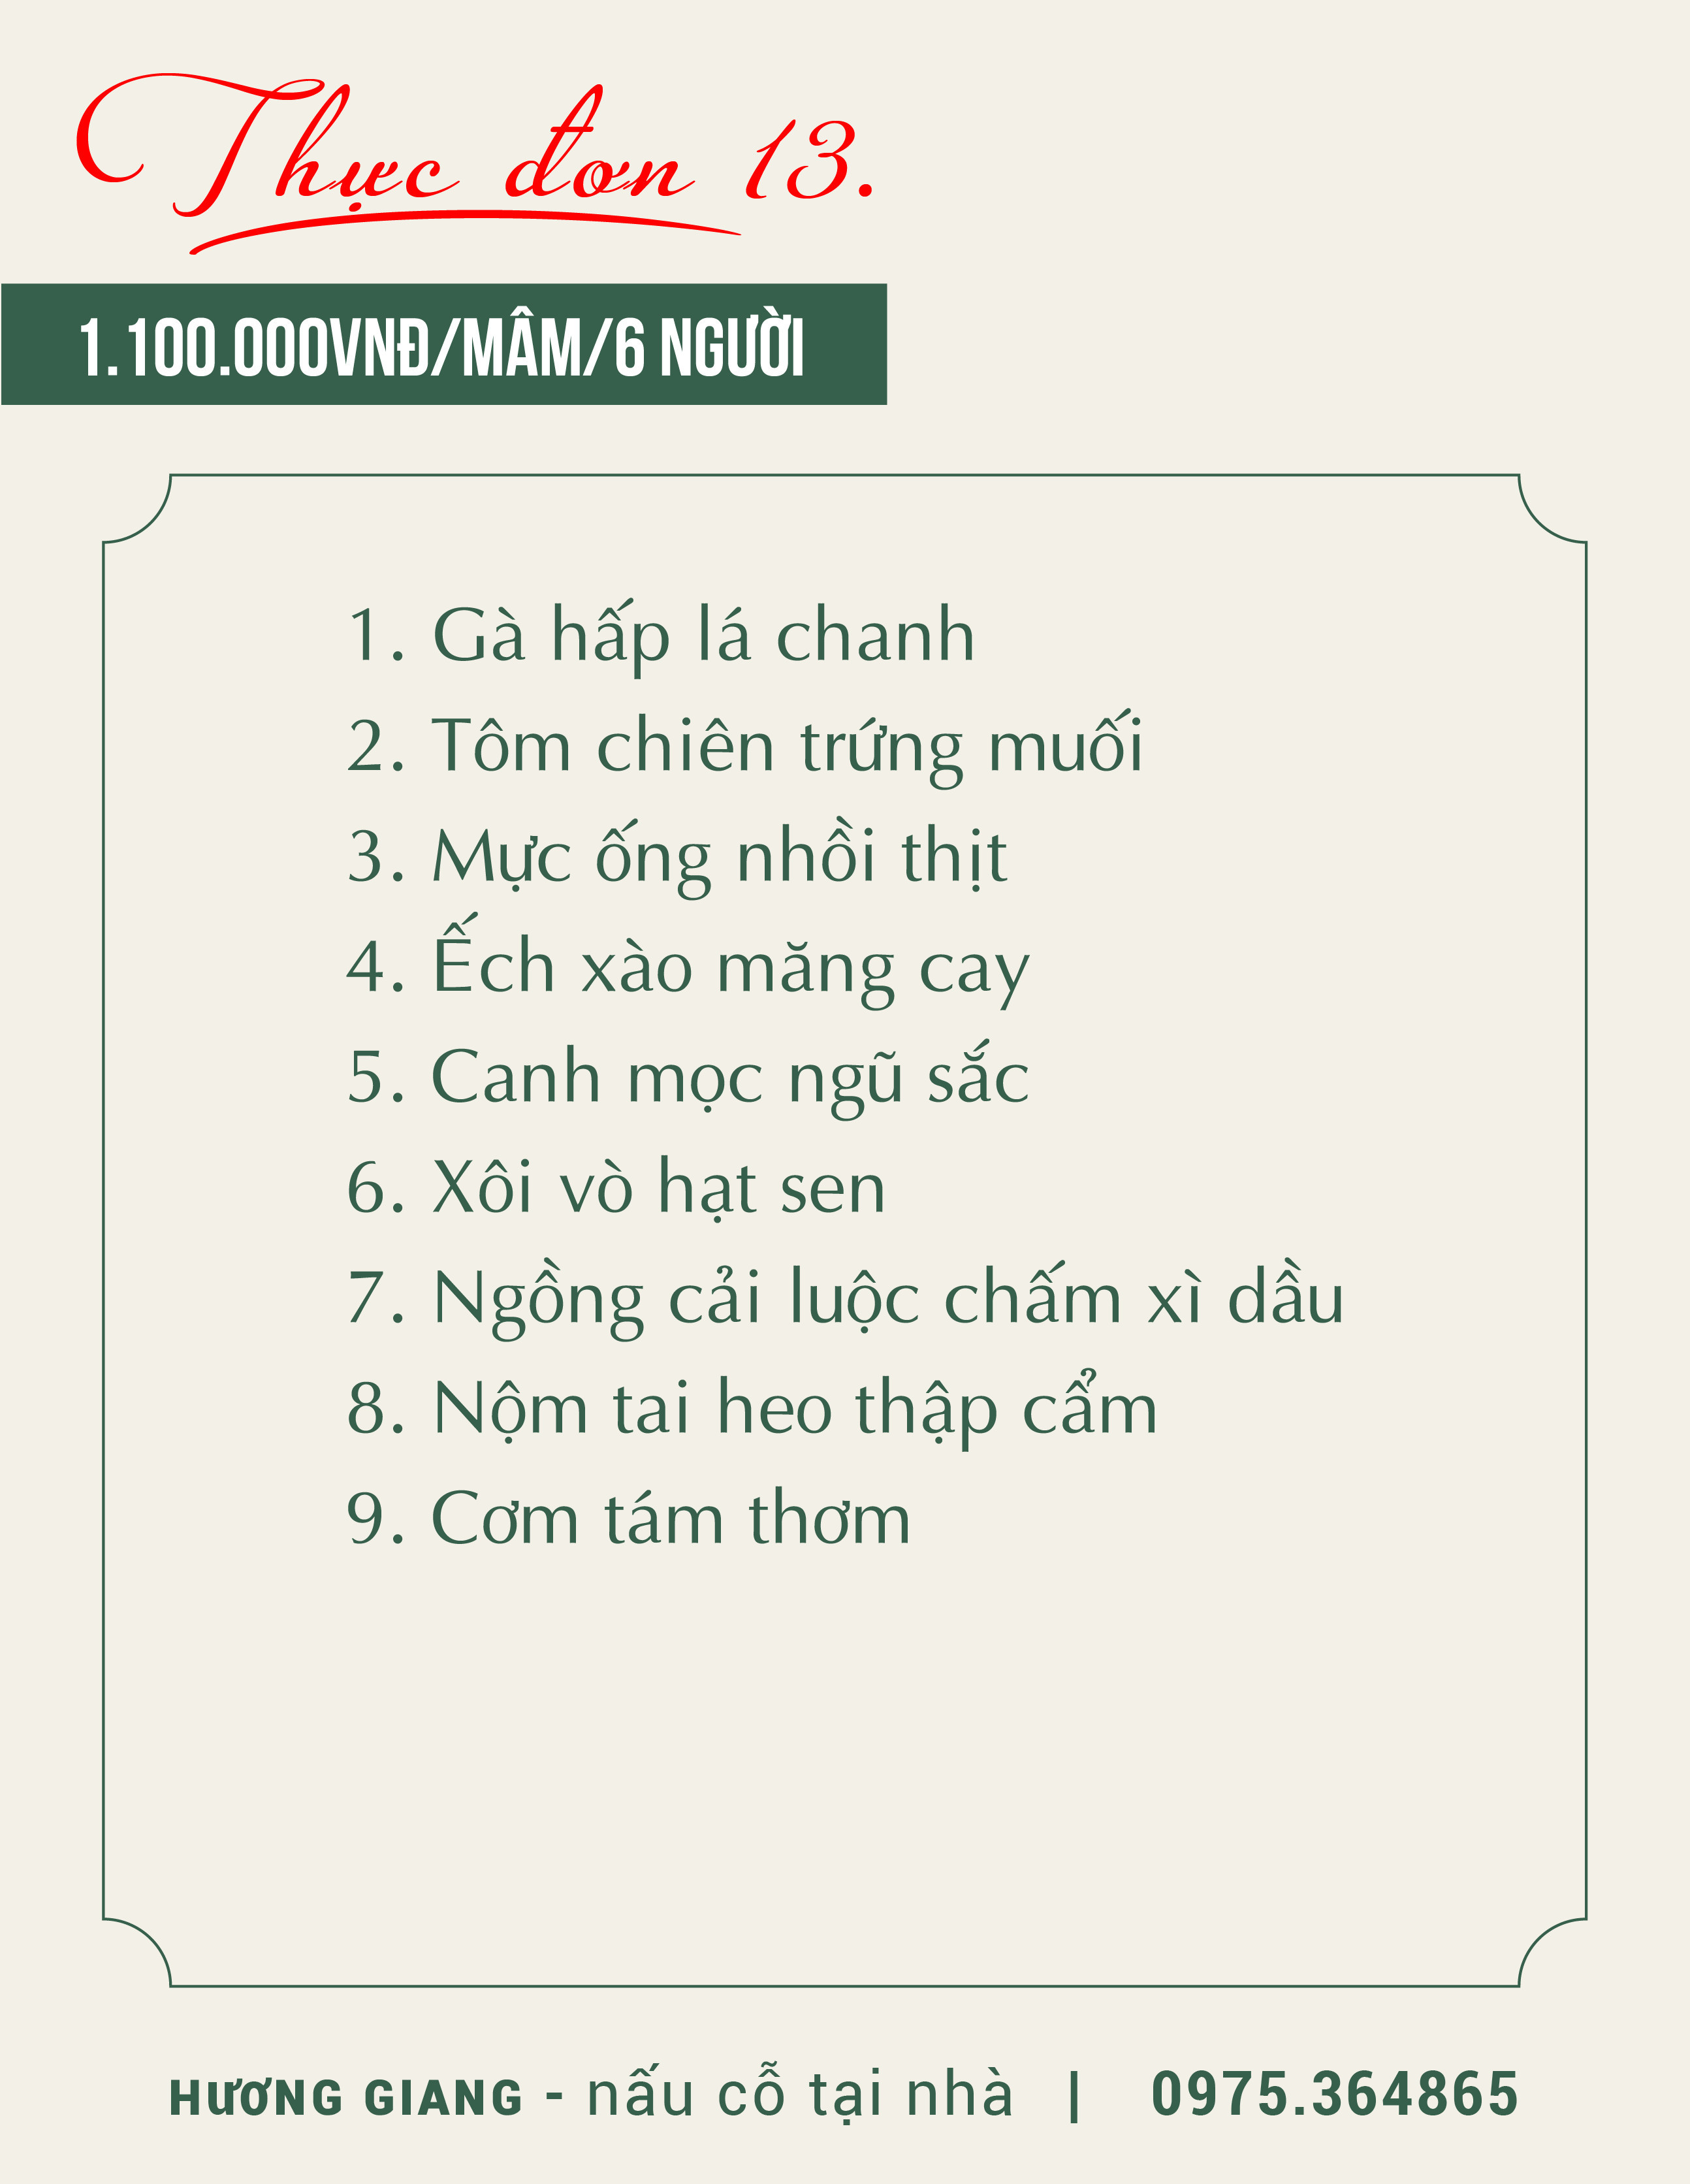 Thực đơn 13.
1.100.000VNĐ/MÂM/6 NGƯỜI
1. Gà hấp lá chanh
2. Tôm chiên trứng muối
3. Mực ống nhồi thịt
4. Ếch xào măng cay
5. Canh mọc ngũ sắc
6. Xôi vò hạt sen
7. Ngồng cải luộc chấm xì dầu
8. Nộm tai heo thập cẩm
9. Cơm tám thơm
HươNG GIANG - nấu cỗ tại nhà | 0975.364865